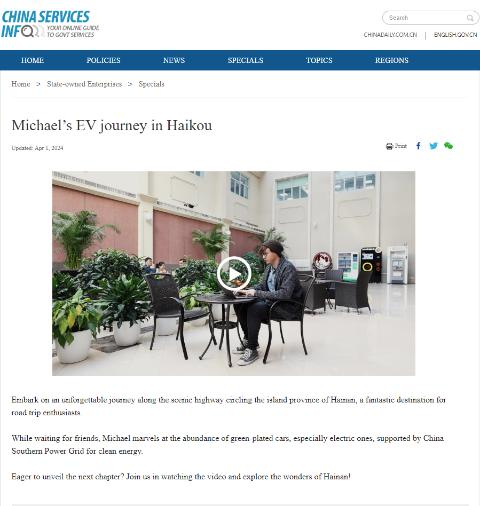 CHINA SERVICES
INFO
YOUR ONLINE GUIDE
TO GOVT SERVICES
Search
CHINADAILY.COM.CN | ENGLISH.GOV.CN
HOME POLICIES NEWS SPECIALS TOPICS REGIONS
Home > State-owned Enterprises > Specials
Michael's EV journey in Haikou
Updated: Apr 1, 2024
Print
Embark on an unforgettable journey along the scenic highway circling the island province of Hainan, a fantastic destination for
road trip enthusiasts.
While waiting for friends, Michael marvels at the abundance of green-plated cars, especially electric ones, supported by China
Southern Power Grid for clean energy.
Eager to unveil the next chapter? Join us in watching the video and explore the wonders of Hainan!